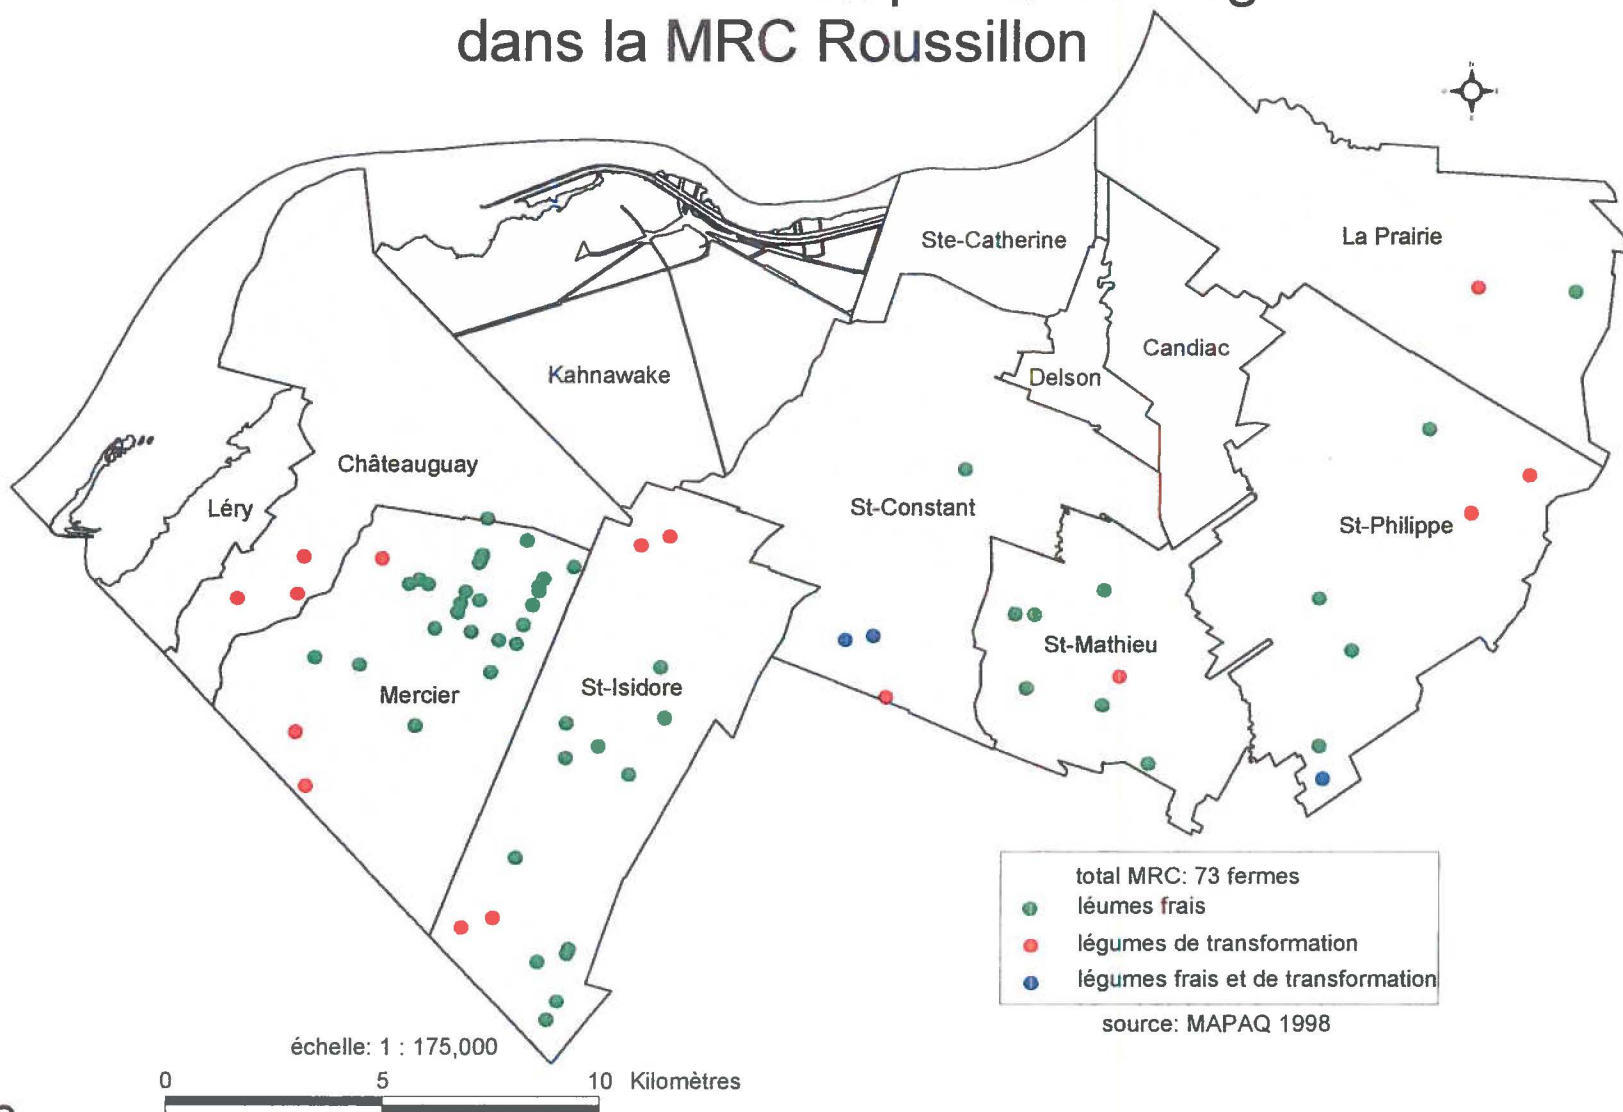 dans la MRC Roussillon
Ste-Catherine
La Prairie
Candiac
Kahnawake
Delson
Châteauguay
Léry
St-Constant
St-Philippe
St-Mathieu
Mercier
St-Isidore
total MRC: 73 fermes
léumes frais
légumes de transformation
légumes frais et de transformation
source: MAPAQ 1998
échelle: 1 : 175,000
0 5 10 Kilomètres